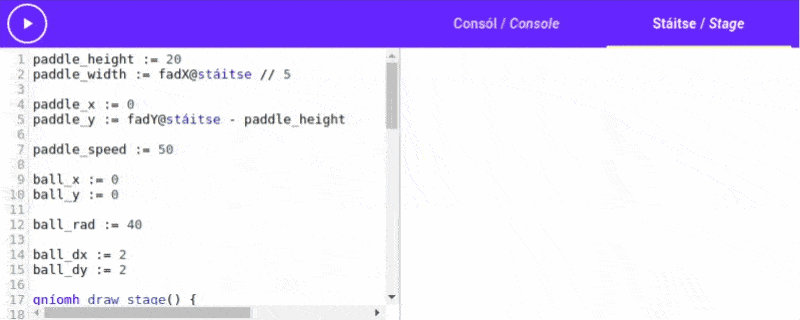 Consól / Console
Stáitse / Stage
1 paddle_height := 20
2 paddle_width := fadX@stáitse // 5
3
4 paddle_x := 0
5 paddle_y := fadY@stáitse - paddle_height
6
7 paddle_speed := 50
8
9 ball_x := 0
10 ball_y := 0
11
12 ball_rad := 40
13
14 ball_dx := 2
15 ball_dy := 2
16
17 gníomh draw_stage() {
18